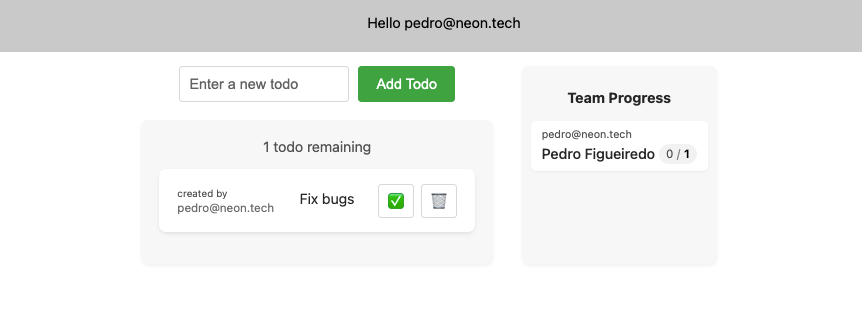 Hello pedro@neon.tech
Enter a new todo
Add Todo
1 todo remaining
created by
pedro@neon.tech
Fix bugs
Team Progress
pedro@neon.tech
Pedro Figueiredo 0 / 1